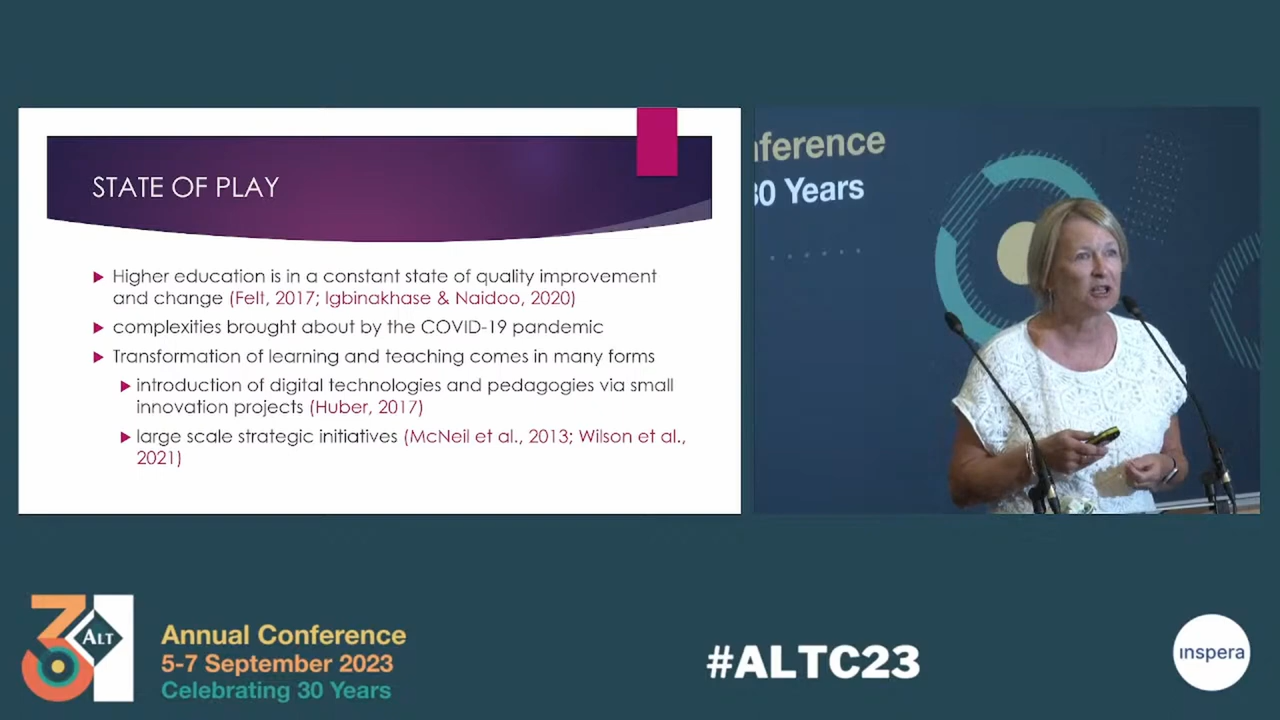 STATE OF PLAY
Higher education is in a constant state of quality improvement
and change (Felt, 2017; Igbinakhase & Naidoo, 2020)
complexities brought about by the COVID-19 pandemic
Transformation of learning and teaching comes in many forms
introduction of digital technologies and pedagogies via small
innovation projects (Huber, 2017)
large scale strategic initiatives (McNeil et al., 2013; Wilson et al.,
2021)
nference
30 Years
31
ALT
Annual Conference
5-7 September 2023
Celebrating 30 Years
#ALTC23
inspera